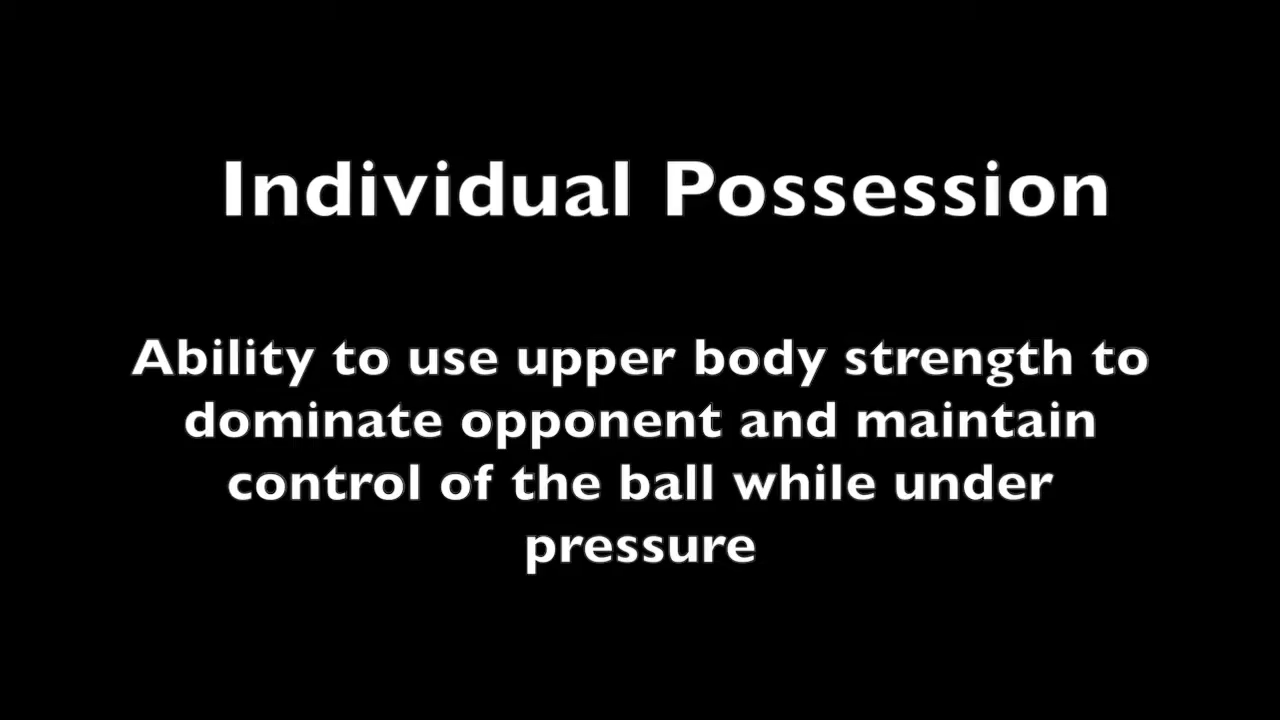 Individual Possession
Ability to use upper body strength to
dominate opponent and maintain
control of the ball while under
pressure